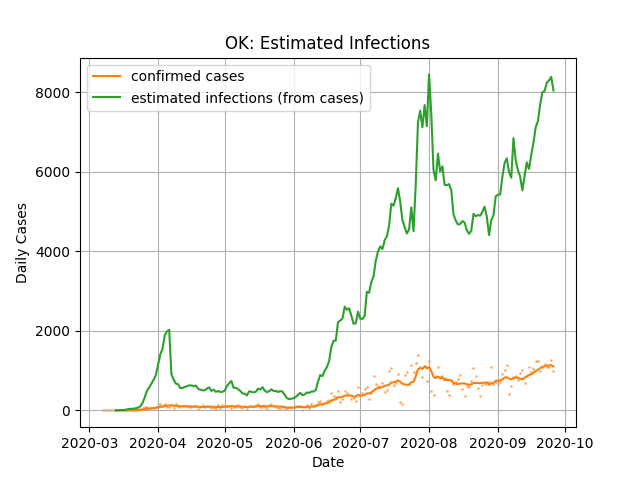 OK: Estimated Infections
confirmed cases
estimated infections (from cases)
Daily Cases
8000
6000
4000
2000
0
2020-03 2020-04 2020-05 2020-06 2020-07 2020-08 2020-09 2020-10
Date